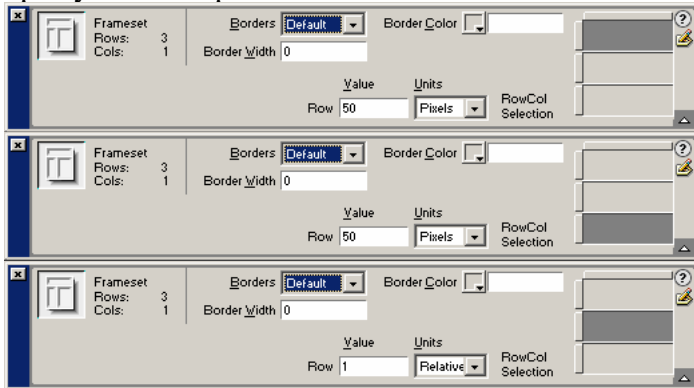 Frameset Borders Default Border Color
Rows: 3
Cols: 1 Border Width 0
Value Units
Row 50 Pixels RowCol
Selection
Frameset Borders Default Border Color
Rows: 3
Cols: 1 Border Width 0
Value Units
Row 50 Pixels RowCol
Selection
Frameset Borders Default Border Color
Rows: 3
Cols: 1 Border Width 0
Value Units
Row 1 Relative RowCol
Selection